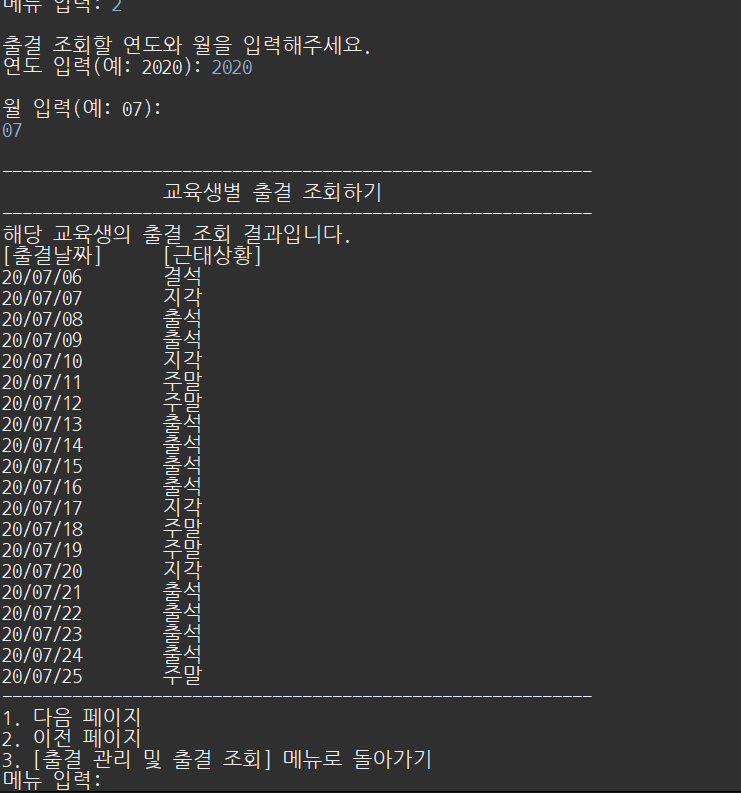 메뉴 입력: 2
출결 조회할 연도와 월을 입력해주세요.
연도 입력(예: 2020): 2020
월 입력(예: 07):
07
------------------------------------------------------------
교육생별 출결 조회하기
------------------------------------------------------------
해당 교육생의 출결 조회 결과입니다.
[출결날짜] [근태상황]
20/07/06 결석
20/07/07 지각
20/07/08 출석
20/07/09 출석
20/07/10 지각
20/07/11 주말
20/07/12 주말
20/07/13 출석
20/07/14 출석
20/07/15 출석
20/07/16 출석
20/07/17 지각
20/07/18 주말
20/07/19 주말
20/07/20 지각
20/07/21 출석
20/07/22 출석
20/07/23 출석
20/07/24 출석
20/07/25 주말
------------------------------------------------------------
1. 다음 페이지
2. 이전 페이지
3. [출결 관리 및 출결 조회] 메뉴로 돌아가기
메뉴 입력: